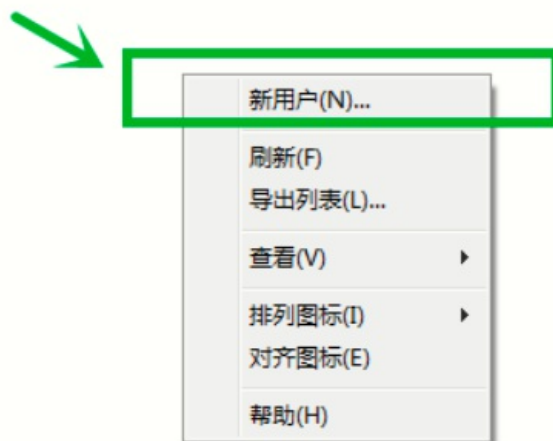 新用户(N)...
刷新(F)
导出列表(L)...
查看(V)
排列图标(I)
对齐图标(E)
帮助(H)